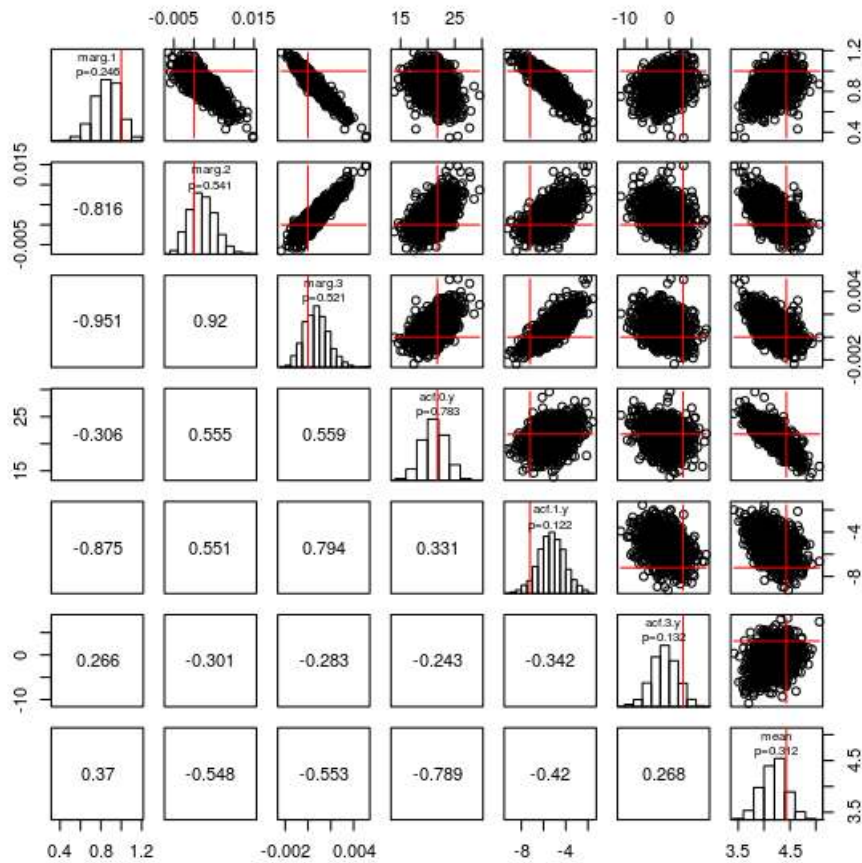 -0.005 0.015 15 25 -10 0
marg.1
p=0.246
0.4 0.8 1.2
-0.005 0.015
-0.816
marg.2
p=0.541
-0.951 0.92
marg.3
p=0.521
-0.002 0.004
15 25
-0.306 0.555 0.559
acf.0.y
p=0.783
-0.875 0.551 0.794 0.331
acf.1.y
p=0.122
-8 -4
-10 0
0.266 -0.301 -0.283 -0.243 -0.342
acf.3.y
p=0.132
0.37 -0.548 -0.553 -0.789 -0.42 0.268
mean
p=0.312
3.5 4.5
0.4 0.8 1.2 -0.002 0.004 -8 -4 3.5 4.5